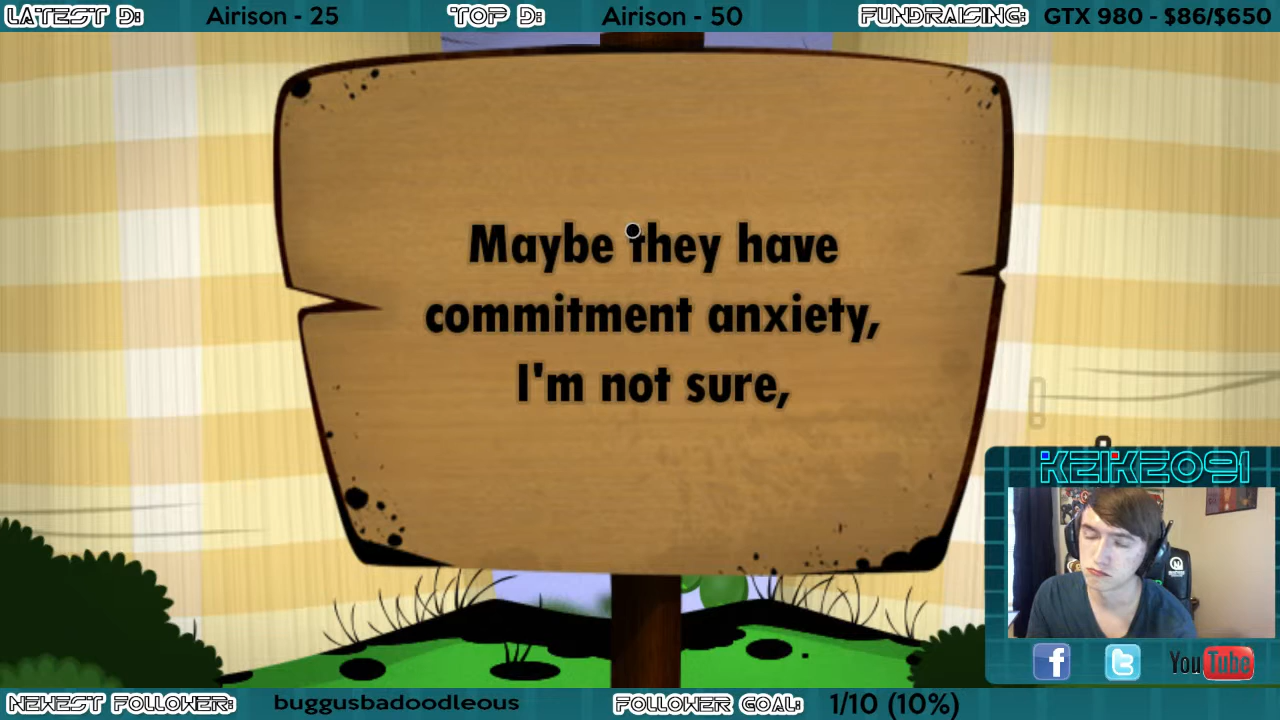 LATEST D: Airison - 25 TOP D: Airison - 50 FUNDRAISING: GTX 980 - $86/$650
Maybe they have
commitment anxiety,
I'm not sure,
KEIKE091
f YouTube
NEWEST FOLLOWER: buggusbadoodleous FOLLOWER GOAL: 1/10 (10%)